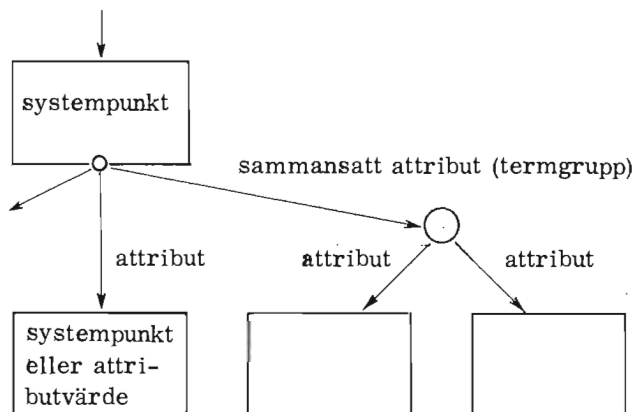 systempunkt
sammansatt attribut (termgrupp)
attribut
attribut
attribut
systempunkt
eller attri-
butvärde